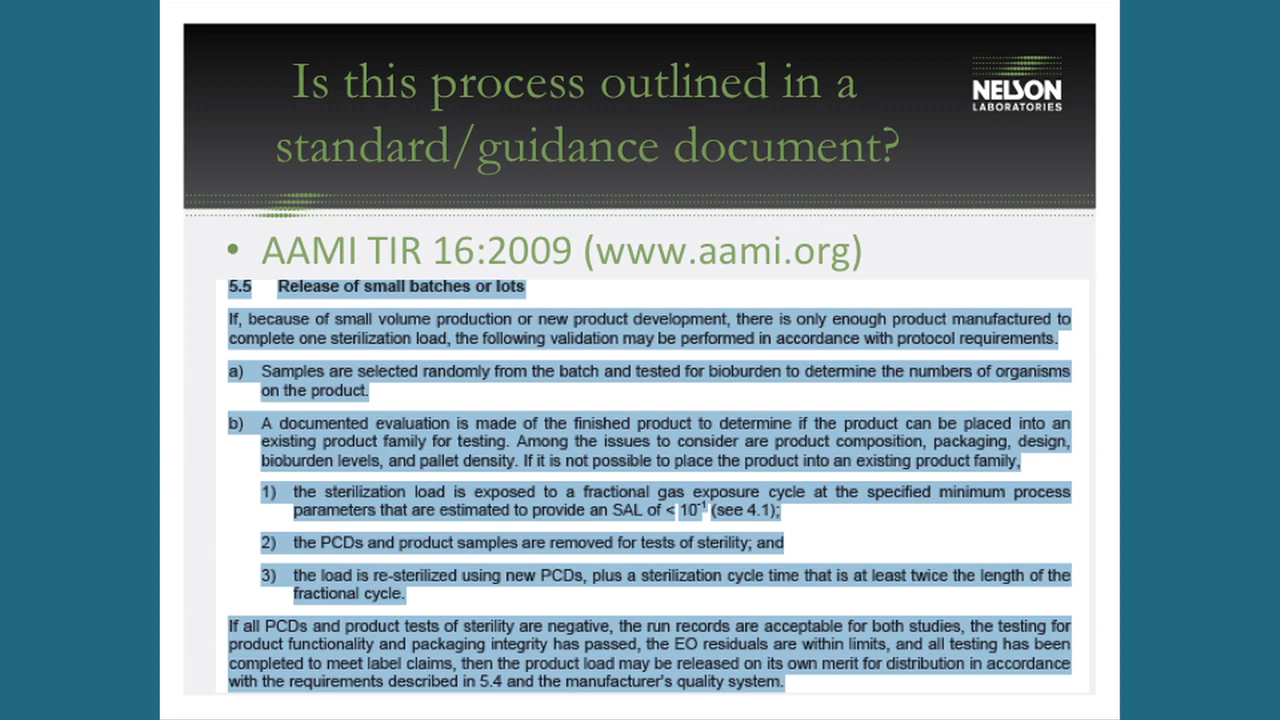 Is this process outlined in a
standard/guidance document?
NELSON
LABORATORIES
• AAMI TIR 16:2009 (www.aami.org)
5.5 Release of small batches or lots
If, because of small volume production or new product development, there is only enough product manufactured to
complete one sterilization load, the following validation may be performed in accordance with protocol requirements.
a) Samples are selected randomly from the batch and tested for bioburden to determine the numbers of organisms
on the product.
b) A documented evaluation is made of the finished product to determine if the product can be placed into an
existing product family for testing. Among the issues to consider are product composition, packaging, design,
bioburden levels, and pallet density. If it is not possible to place the product into an existing product family,
1) the sterilization load is exposed to a fractional gas exposure cycle at the specified minimum process
parameters that are estimated to provide an SAL of < 10⁻¹ (see 4.1);
2) the PCDs and product samples are removed for tests of sterility; and
3) the load is re-sterilized using new PCDs, plus a sterilization cycle time that is at least twice the length of the
fractional cycle.
If all PCDs and product tests of sterility are negative, the run records are acceptable for both studies, the testing for
product functionality and packaging integrity has passed, the EO residuals are within limits, and all testing has been
completed to meet label claims, then the product load may be released on its own merit for distribution in accordance
with the requirements described in 5.4 and the manufacturer's quality system.